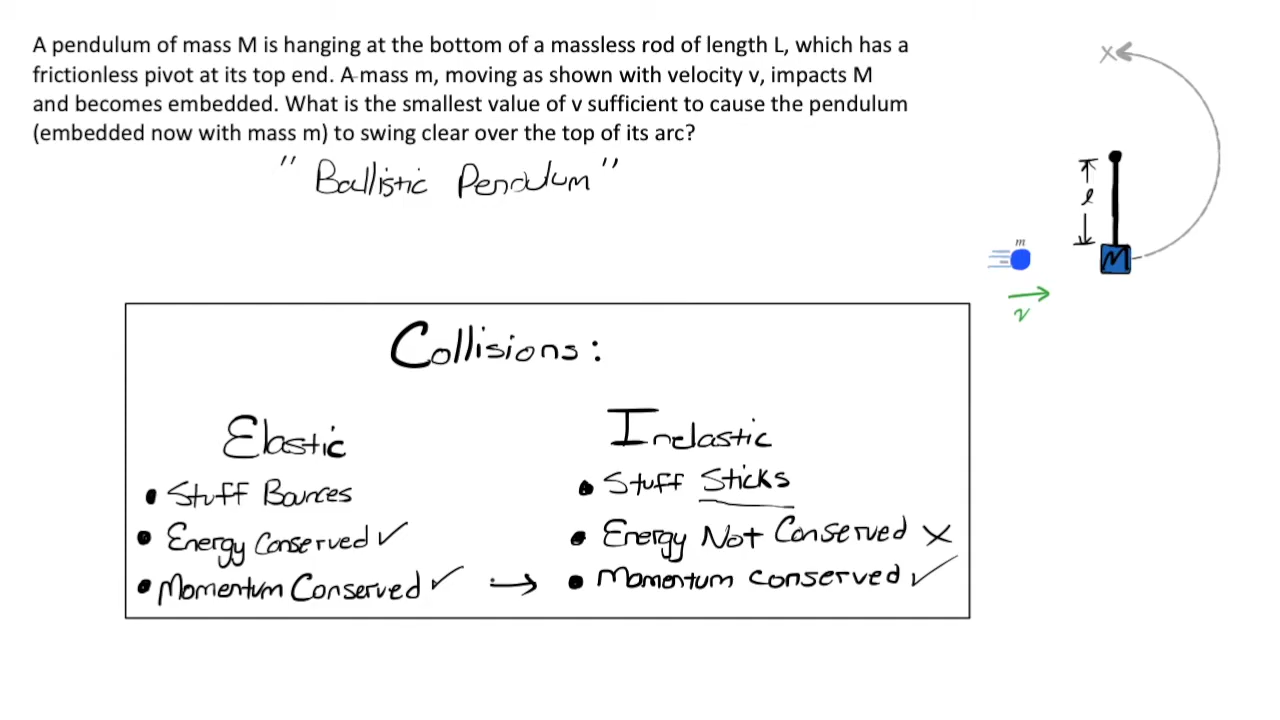 A pendulum of mass M is hanging at the bottom of a massless rod of length L, which has a
frictionless pivot at its top end. A mass m, moving as shown with velocity v, impacts M
and becomes embedded. What is the smallest value of v sufficient to cause the pendulum
(embedded now with mass m) to swing clear over the top of its arc?
"Ballistic Pendulum"
X
l
m
M
v
Collisions:
Elastic
• Stuff Bounces
• Energy Conserved ✓
• Momentum Conserved ✓ →
Inelastic
• Stuff Sticks
• Energy Not Conserved X
• Momentum conserved ✓